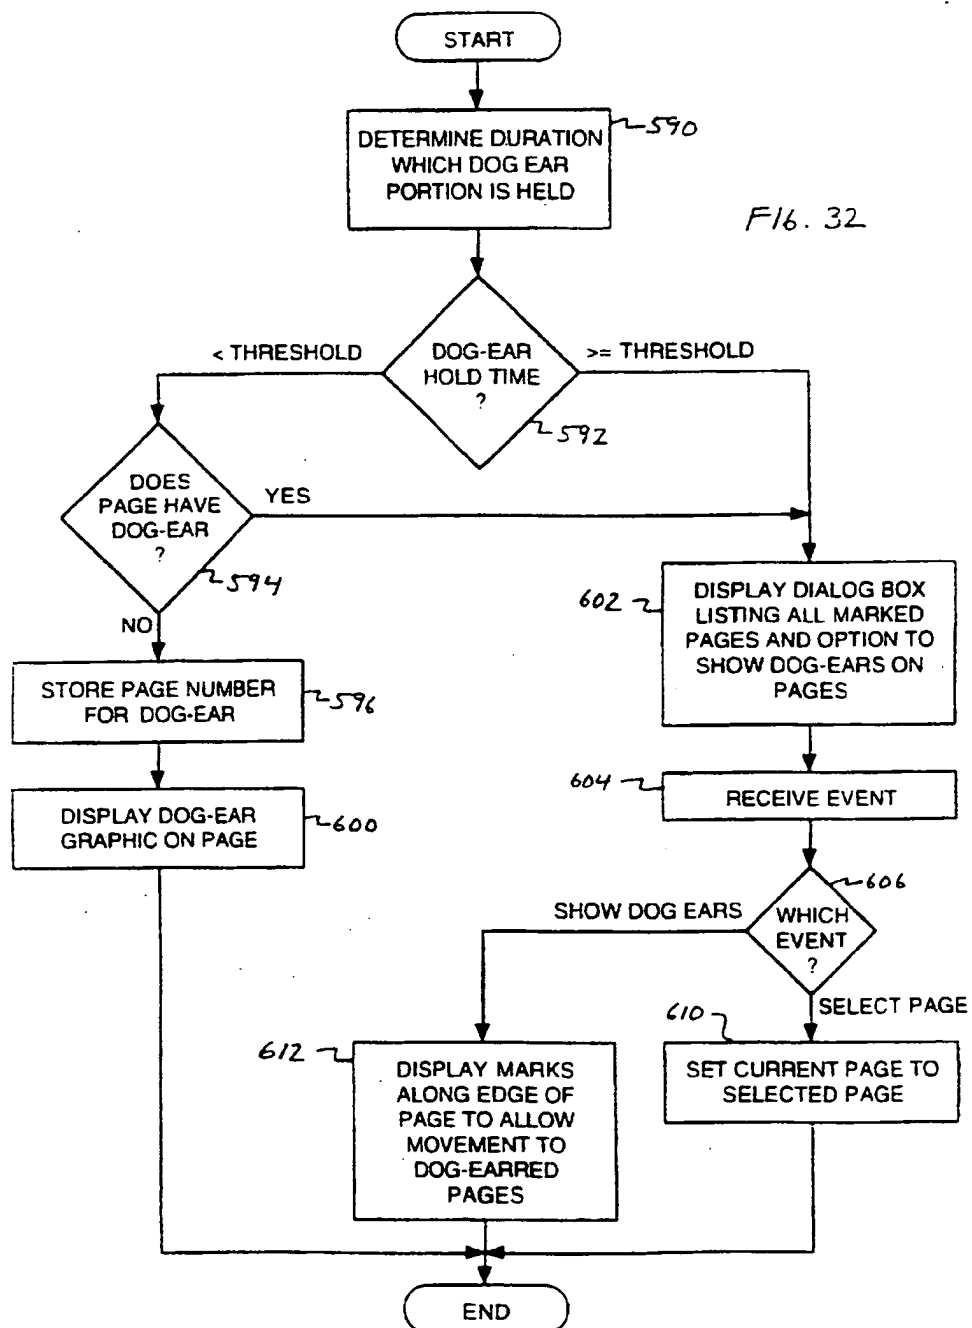 START
DETERMINE DURATION
WHICH DOG EAR
PORTION IS HELD
590
FIG. 32
< THRESHOLD
DOG-EAR
HOLD TIME
?
>= THRESHOLD
592
DOES
PAGE HAVE
DOG-EAR
?
YES
594
NO
STORE PAGE NUMBER
FOR DOG-EAR
596
DISPLAY DOG-EAR
GRAPHIC ON PAGE
600
602
DISPLAY DIALOG BOX
LISTING ALL MARKED
PAGES AND OPTION TO
SHOW DOG-EARS ON
PAGES
604
RECEIVE EVENT
606
SHOW DOG EARS
WHICH
EVENT
?
SELECT PAGE
610
SET CURRENT PAGE TO
SELECTED PAGE
612
DISPLAY MARKS
ALONG EDGE OF
PAGE TO ALLOW
MOVEMENT TO
DOG-EARRED
PAGES
END